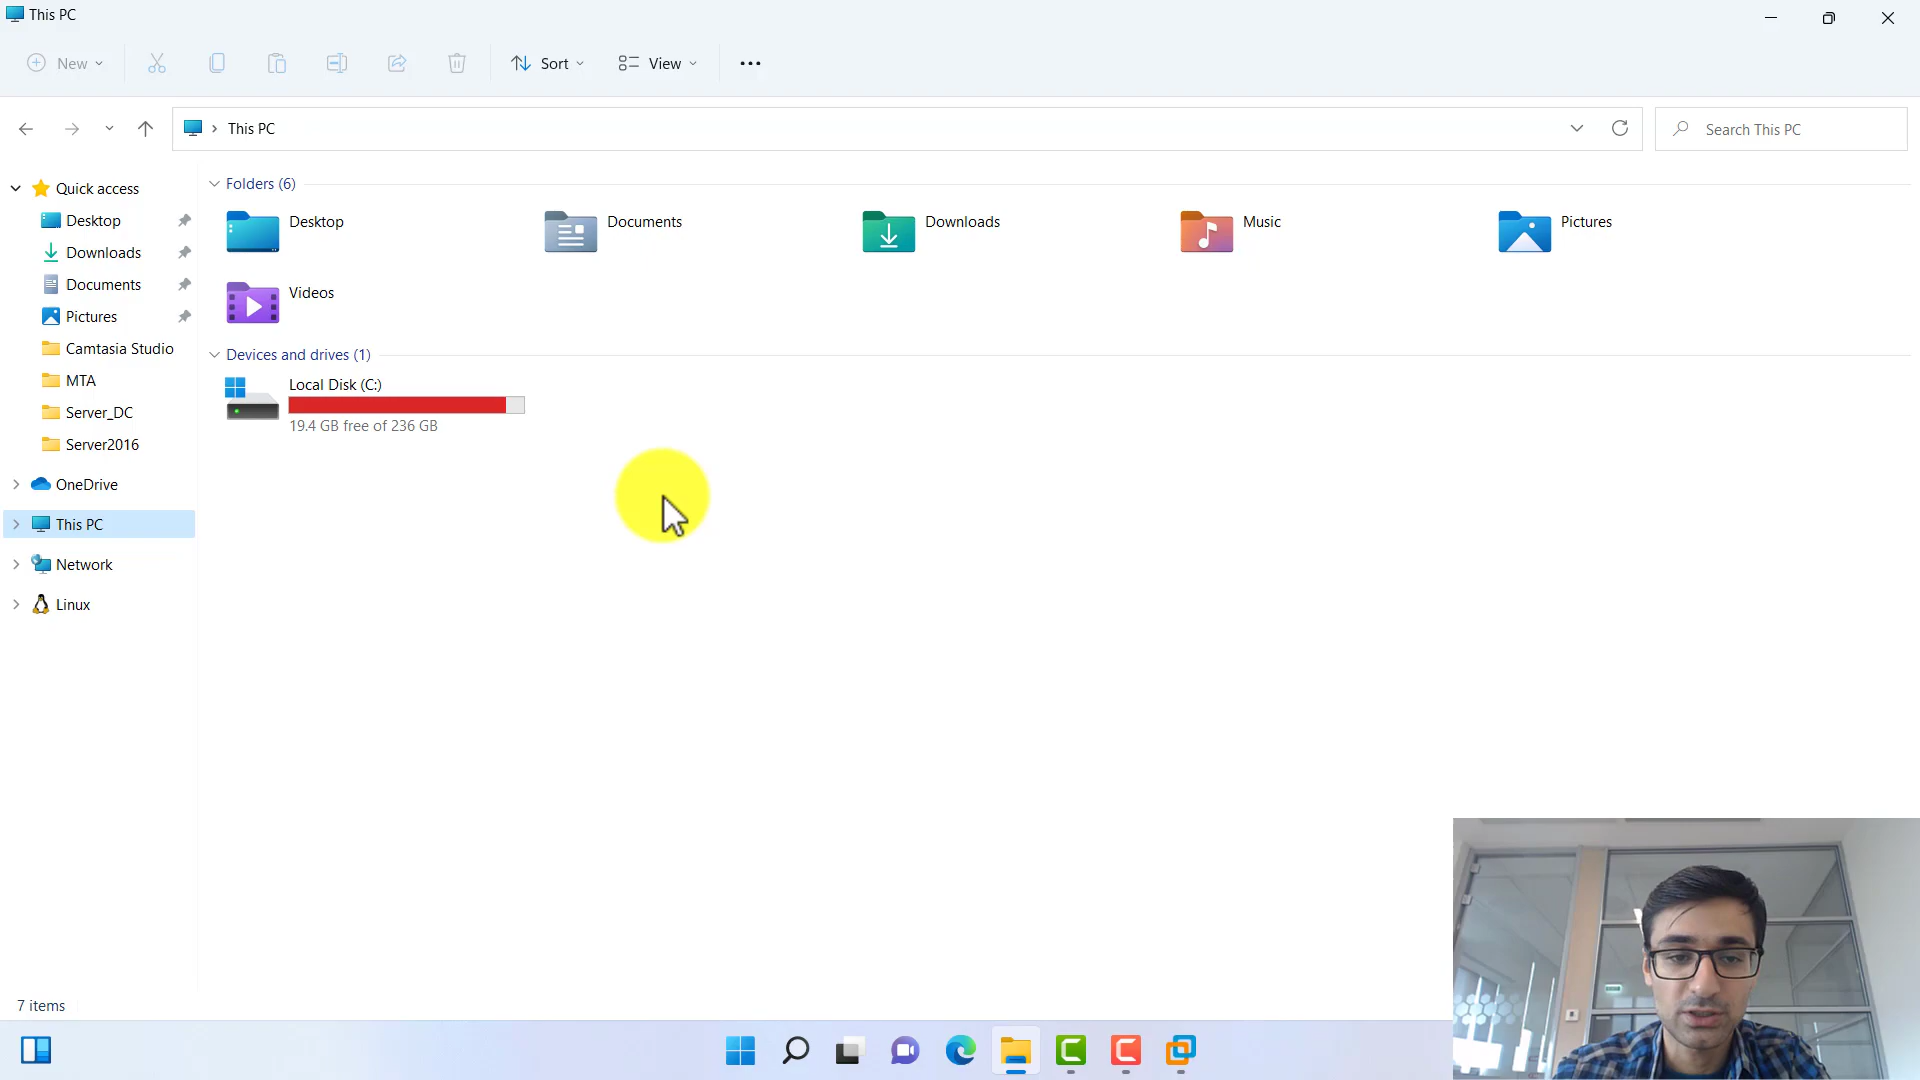 This PC
New
Sort
View
This PC
Search This PC
Quick access
Desktop
Downloads
Documents
Pictures
Camtasia Studio
MTA
Server_DC
Server2016
OneDrive
This PC
Network
Linux
Folders (6)
Desktop
Documents
Downloads
Music
Pictures
Videos
Devices and drives (1)
Local Disk (C:)
19.4 GB free of 236 GB
7 items